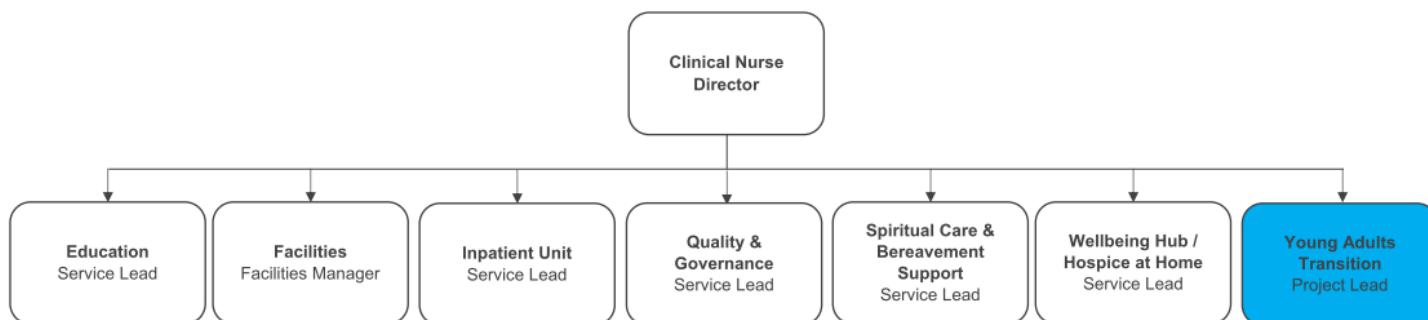 Clinical Nurse
Director
Education
Service Lead
Facilities
Facilities Manager
Inpatient Unit
Service Lead
Quality &
Governance
Service Lead
Spiritual Care &
Bereavement
Support
Service Lead
Wellbeing Hub /
Hospice at Home
Service Lead
Young Adults
Transition
Project Lead